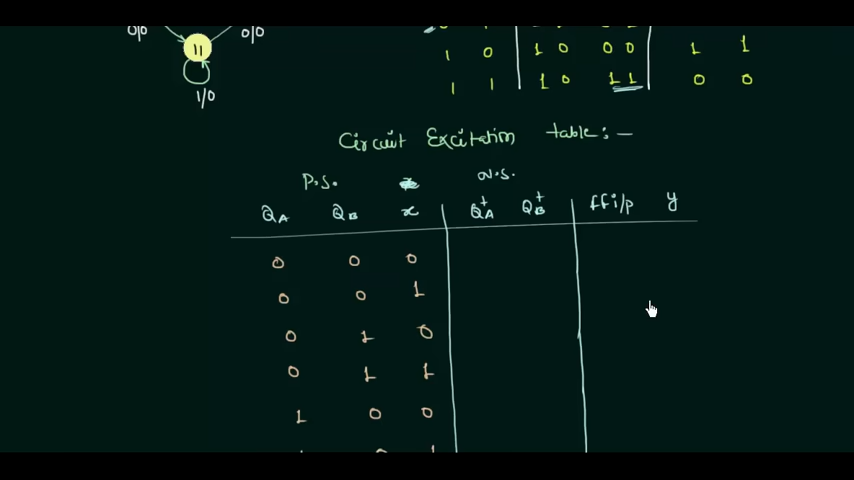 0/0 0/0
11
1 0 1 0 0 0 1 1
1/0
1 1 1 0 1 1 0 0
Circuit Excitation table:-
P.S. N.S.
QA QB x QA+ QB+ ff i/p y
0 0 0
0 0 1
0 1 0
0 1 1
1 0 0